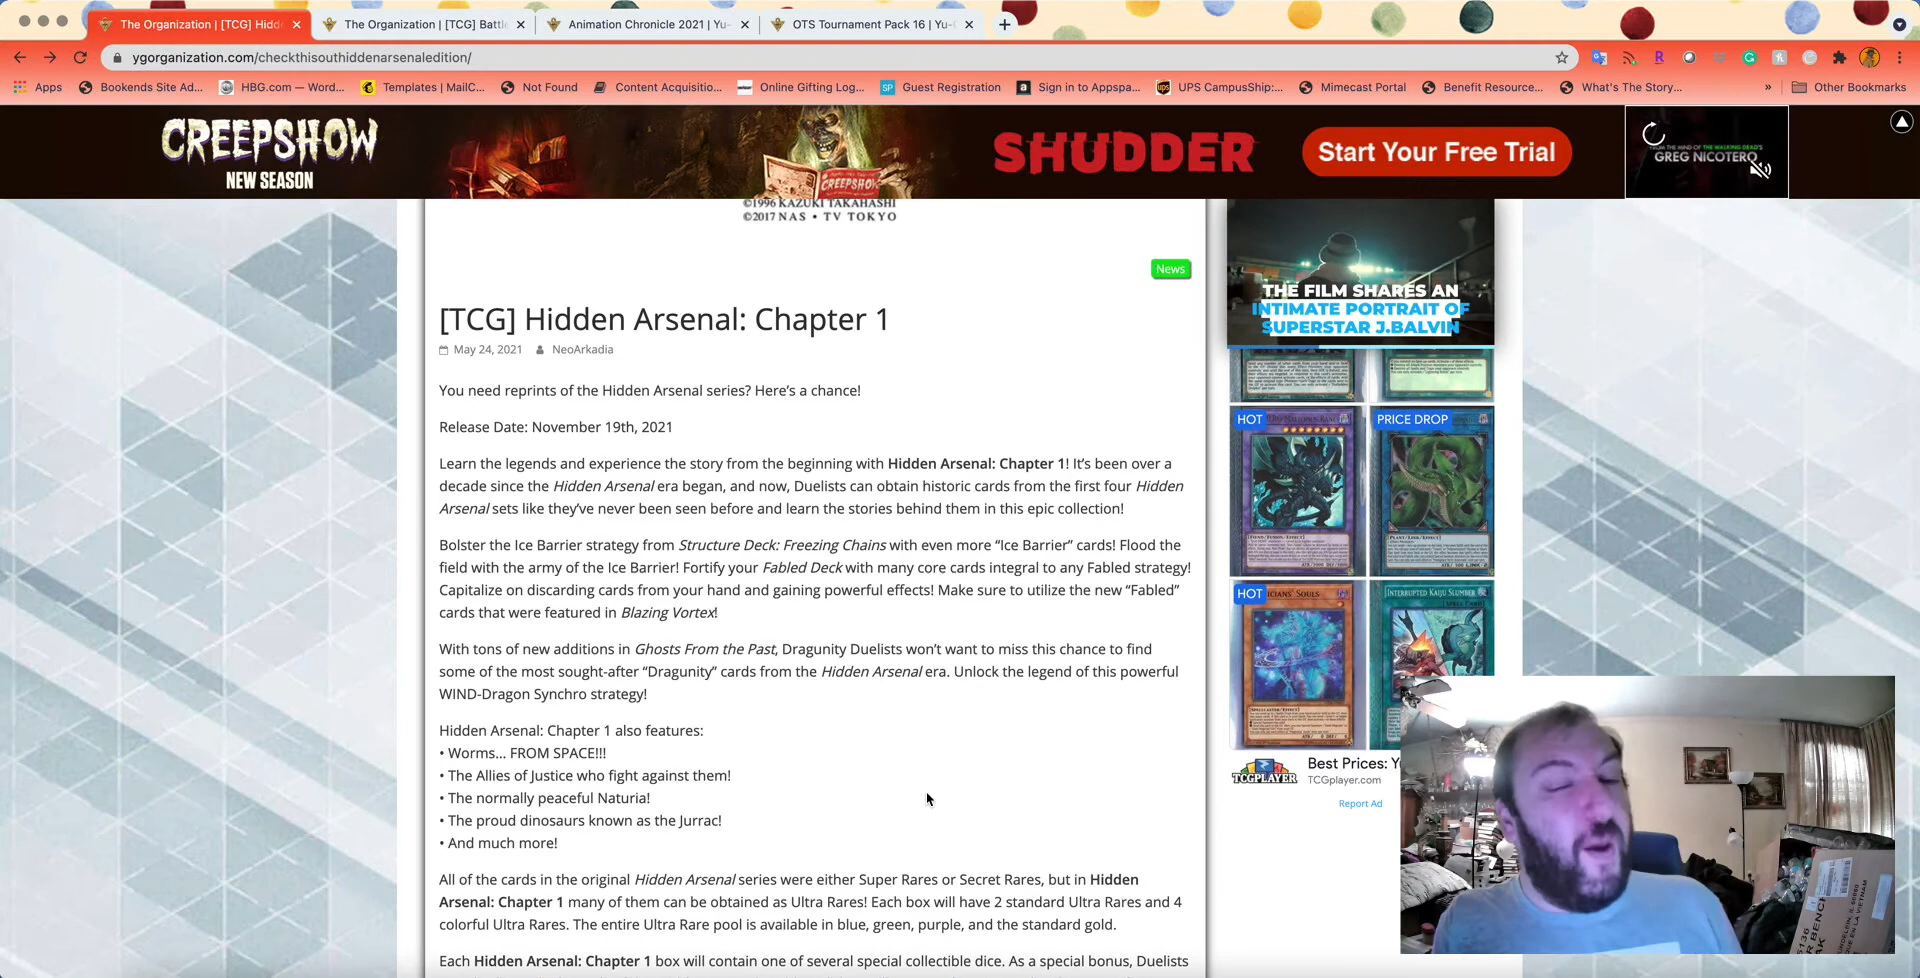 The Organization | [TCG] Hidd
The Organization | [TCG] Battl
Animation Chronicle 2021 | Yu-
OTS Tournament Pack 16 | Yu-
ygorganization.com/checkthisouthiddenarsenaledition/
Apps
Bookends Site Ad...
HBG.com — Word...
Templates | MailC...
Not Found
Content Acquisitio...
Online Gifting Log...
SP
Guest Registration
a
Sign in to Appspa...
ups
UPS CampusShip:...
Mimecast Portal
Benefit Resource...
What's The Story...
»
Other Bookmarks
CREEPSHOW
NEW SEASON
CREEPSHOW
SHUDDER
Start Your Free Trial
FROM THE MIND OF THE WALKING DEAD'S
GREG NICOTERO
©1996 KAZUKI TAKAHASHI
©2017 NAS • TV TOKYO
News
[TCG] Hidden Arsenal: Chapter 1
May 24, 2021 NeoArkadia
You need reprints of the Hidden Arsenal series? Here's a chance!
Release Date: November 19th, 2021
Learn the legends and experience the story from the beginning with Hidden Arsenal: Chapter 1! It's been over a
decade since the Hidden Arsenal era began, and now, Duelists can obtain historic cards from the first four Hidden
Arsenal sets like they've never been seen before and learn the stories behind them in this epic collection!
Bolster the Ice Barrier strategy from Structure Deck: Freezing Chains with even more "Ice Barrier" cards! Flood the
field with the army of the Ice Barrier! Fortify your Fabled Deck with many core cards integral to any Fabled strategy!
Capitalize on discarding cards from your hand and gaining powerful effects! Make sure to utilize the new "Fabled"
cards that were featured in Blazing Vortex!
With tons of new additions in Ghosts From the Past, Dragunity Duelists won't want to miss this chance to find
some of the most sought-after "Dragunity" cards from the Hidden Arsenal era. Unlock the legend of this powerful
WIND-Dragon Synchro strategy!
Hidden Arsenal: Chapter 1 also features:
• Worms... FROM SPACE!!!
• The Allies of Justice who fight against them!
• The normally peaceful Naturia!
• The proud dinosaurs known as the Jurrac!
• And much more!
All of the cards in the original Hidden Arsenal series were either Super Rares or Secret Rares, but in Hidden
Arsenal: Chapter 1 many of them can be obtained as Ultra Rares! Each box will have 2 standard Ultra Rares and 4
colorful Ultra Rares. The entire Ultra Rare pool is available in blue, green, purple, and the standard gold.
Each Hidden Arsenal: Chapter 1 box will contain one of several special collectible dice. As a special bonus, Duelists
THE FILM SHARES AN
INTIMATE PORTRAIT OF
SUPERSTAR J.BALVIN
HOT
PRICE DROP
HOT
ICIANS' SOULS
INTERRUPTED KAIJU SLUMBER
TCGPLAYER
Best Prices: Y
TCGplayer.com
Report Ad